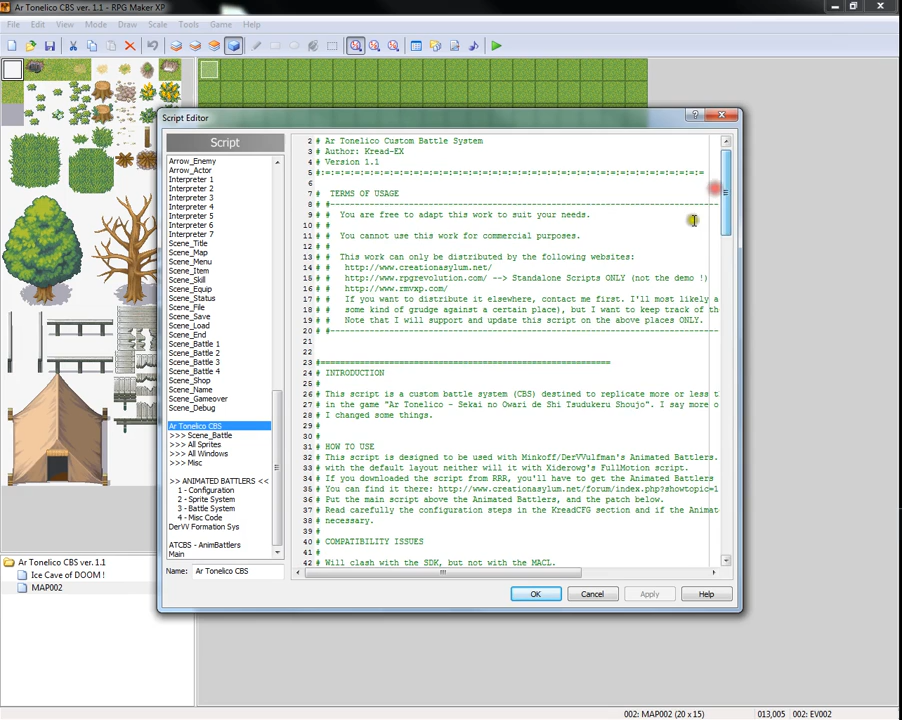 Ar Tonelico CBS ver. 1.1 - RPG Maker XP
File Edit View Mode Draw Scale Tools Game Help
Script Editor
Script
Arrow_Enemy
Arrow_Actor
Interpreter 1
Interpreter 2
Interpreter 3
Interpreter 4
Interpreter 5
Interpreter 6
Interpreter 7
Scene_Title
Scene_Map
Scene_Menu
Scene_Item
Scene_Skill
Scene_Equip
Scene_Status
Scene_File
Scene_Save
Scene_Load
Scene_End
Scene_Battle 1
Scene_Battle 2
Scene_Battle 3
Scene_Battle 4
Scene_Shop
Scene_Name
Scene_Gameover
Scene_Debug
Ar Tonelico CBS
>>> Scene_Battle
>>> All Sprites
>>> All Windows
>>> Misc
>> ANIMATED BATTLERS <<
1 - Configuration
2 - Sprite System
3 - Battle System
4 - Misc Code
DerVV Formation Sys
ATCBS - AnimBattlers
Main
Name: Ar Tonelico CBS
2 # Ar Tonelico Custom Battle System
3 # Author: Kread-EX
4 # Version 1.1
5 #:=:=:=:=:=:=:=:=:=:=:=:=:=:=:=:=:=:=:=:=:=:=:=:=:=:=:=:=:=:=:=:=:=:=:=
6
7 #  TERMS OF USAGE
8 # #------------------------------------------------------------------
9 # #  You are free to adapt this work to suit your needs.
10 # #
11 # #  You cannot use this work for commercial purposes.
12 # #
13 # #  This work can only be distributed by the following websites:
14 # #   http://www.creationasylum.net/
15 # #   http://www.rpgrevolution.com/ --> Standalone Scripts ONLY (not the demo !)
16 # #   http://www.rmvxp.com/
17 # #   If you want to distribute it elsewhere, contact me first. I'll most likely a
18 # #   some kind of grudge against a certain place), but I want to keep track of th
19 # #   Note that I will support and update this script on the above places ONLY.
20 # #------------------------------------------------------------------
21
22
23 #===========================================================
24 # INTRODUCTION
25 #
26 # This script is a custom battle system (CBS) destined to replicate more or less t
27 # in the game "Ar Tonelico - Sekai no Owari de Shi Tsudukeru Shoujo". I say more o
28 # I changed some things.
29 #
30 #
31 # HOW TO USE
32 # This script is designed to be used with Minkoff/DerVVulfman's Animated Battlers.
33 # with the default layout neither will it with Xiderowg's FullMotion script.
34 # If you downloaded the script from RRR, you'll have to get the Animated Battlers
35 # You can find it there: http://www.creationasylum.net/forum/index.php?showtopic=1
36 # Put the main script above the Animated Battlers, and the patch below.
37 # Read carefully the configuration steps in the KreadCFG section and if the Animat
38 # necessary.
39 #
40 # COMPATIBILITY ISSUES
41 #
42 # Will clash with the SDK, but not with the MACL.
OK Cancel Apply Help
Ar Tonelico CBS ver. 1.1
Ice Cave of DOOM !
MAP002
002: MAP002 (20 x 15) 013,005 002: EV002